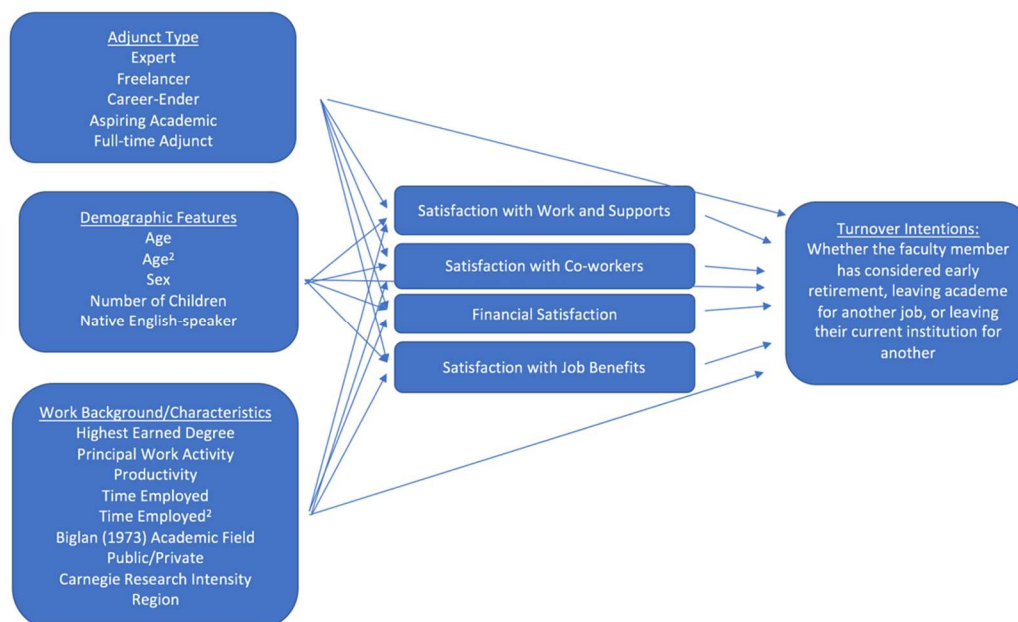 Adjunct Type
Expert
Freelancer
Career-Ender
Aspiring Academic
Full-time Adjunct
Demographic Features
Age
Age²
Sex
Number of Children
Native English-speaker
Work Background/Characteristics
Highest Earned Degree
Principal Work Activity
Productivity
Time Employed
Time Employed²
Biglan (1973) Academic Field
Public/Private
Carnegie Research Intensity
Region
Satisfaction with Work and Supports
Satisfaction with Co-workers
Financial Satisfaction
Satisfaction with Job Benefits
Turnover Intentions:
Whether the faculty member
has considered early
retirement, leaving academe
for another job, or leaving
their current institution for
another